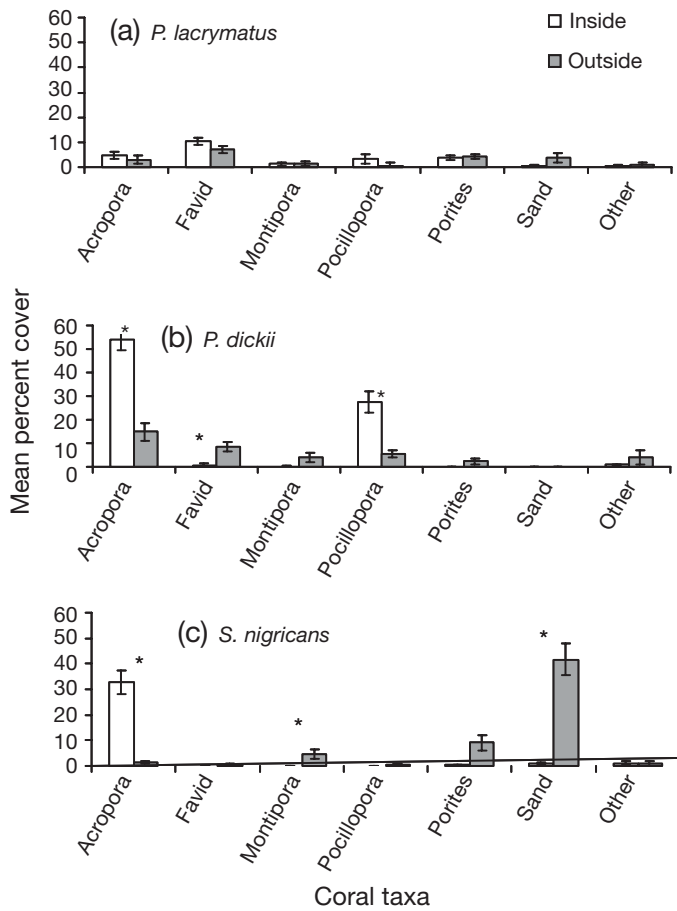 60
50
40
30
20
10
0
(a) P. lacrymatus
Inside
Outside
Acropora
Favid
Montipora
Pocillopora
Porites
Sand
Other
Mean percent cover
60
50
40
30
20
10
0
(b) P. dickii
*
*
*
Acropora
Favid
Montipora
Pocillopora
Porites
Sand
Other
60
50
40
30
20
10
0
(c) S. nigricans
*
*
*
Acropora
Favid
Montipora
Pocillopora
Porites
Sand
Other
Coral taxa